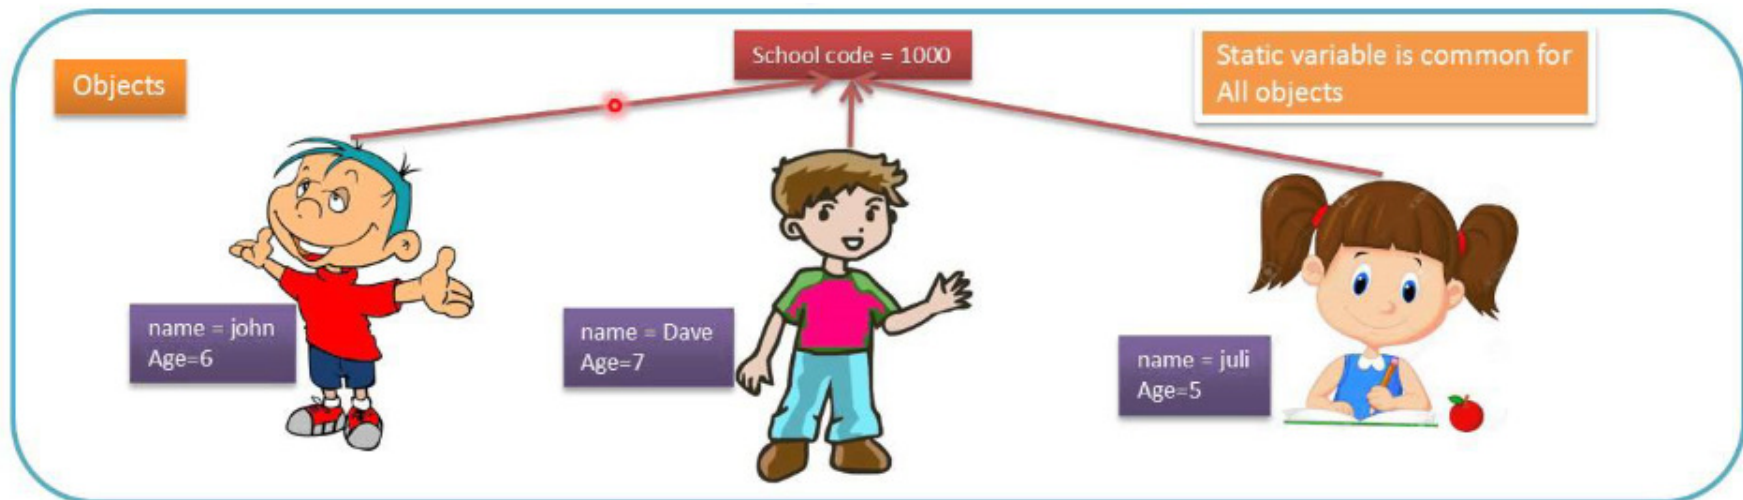 Objects
School code = 1000
Static variable is common for
All objects
name = john
Age=6
name = Dave
Age=7
name = juli
Age=5